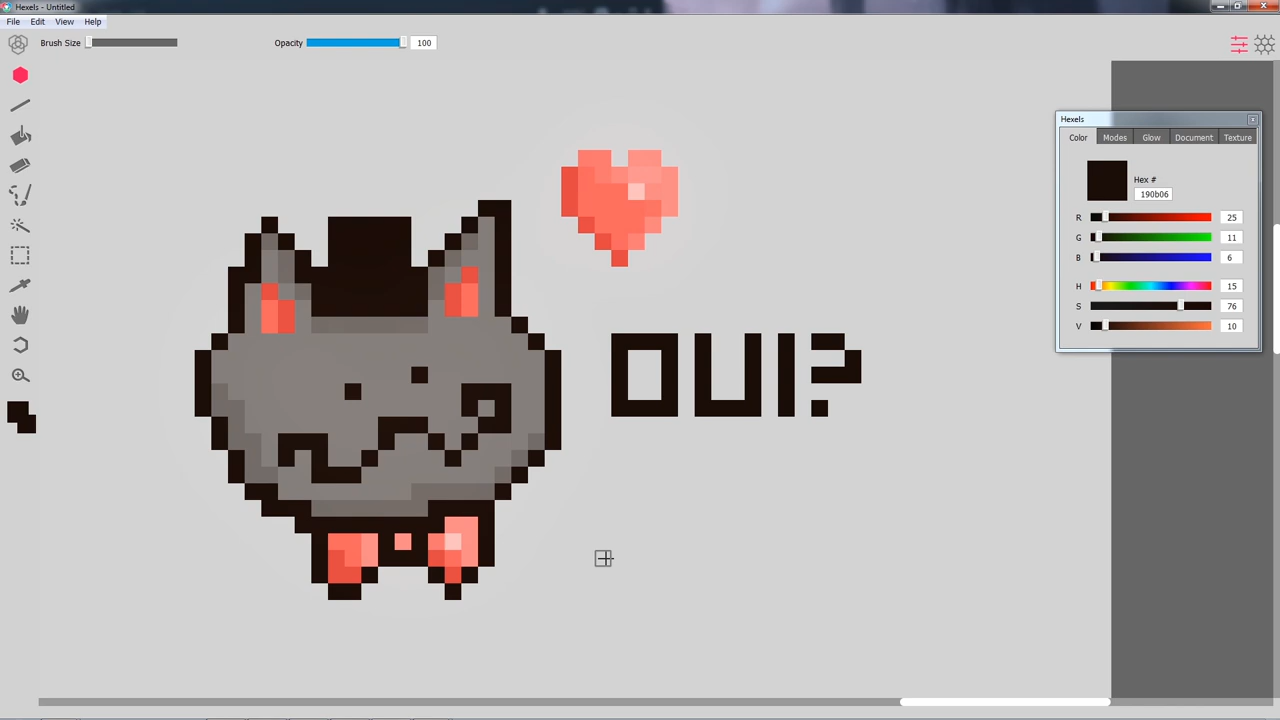 Hexels - Untitled
File Edit View Help
Brush Size Opacity 100
Hexels
Color Modes Glow Document Texture
Hex #
190b06
R 25
G 11
B 6
H 15
S 76
V 10
OUI?